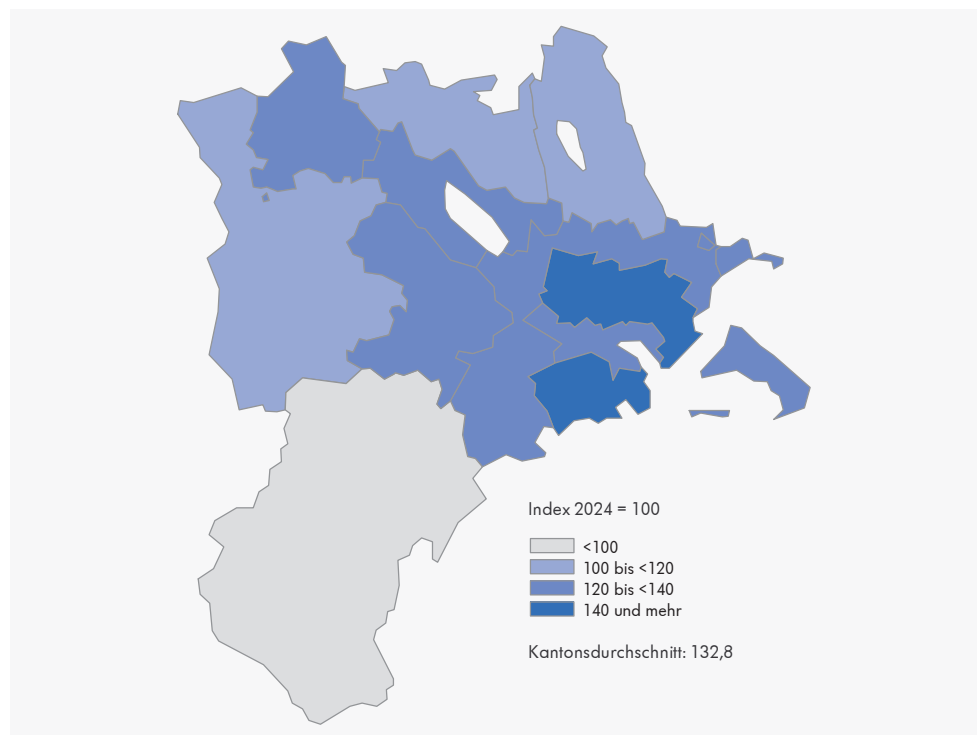 Index 2024 = 100
<100
100 bis <120
120 bis <140
140 und mehr
Kantonsdurchschnitt: 132,8